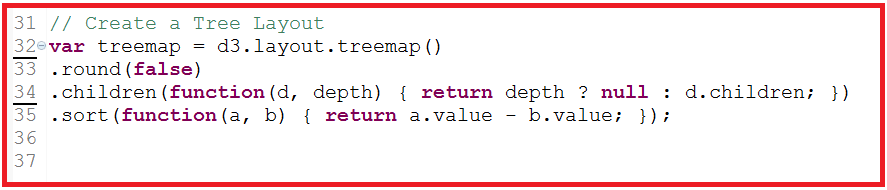 31 // Create a Tree Layout
32 var treemap = d3.layout.treemap()
33 .round(false)
34 .children(function(d, depth) { return depth ? null : d.children; })
35 .sort(function(a, b) { return a.value - b.value; });
36
37